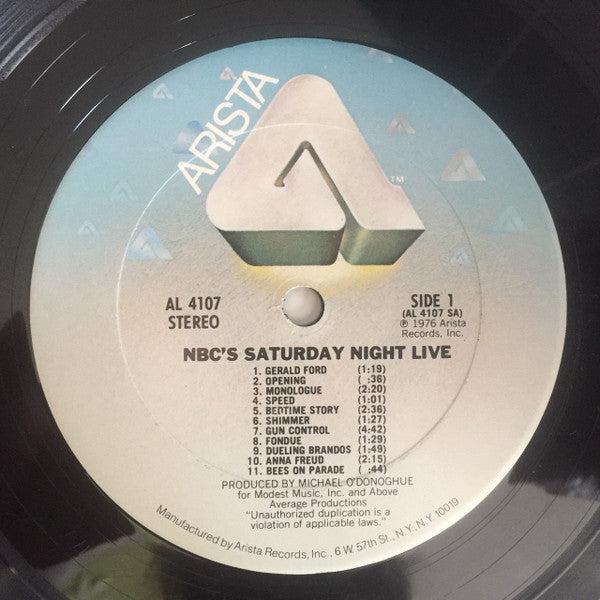 ARISTA
TM
AL 4107
STEREO
SIDE 1
(AL 4107 SA)
℗ 1976 Arista
Records, Inc.
NBC'S SATURDAY NIGHT LIVE
1. GERALD FORD (1:19)
2. OPENING ( :36)
3. MONOLOGUE (2:20)
4. SPEED (1:01)
5. BEDTIME STORY (2:36)
6. SHIMMER (1:27)
7. GUN CONTROL (4:42)
8. FONDUE (1:29)
9. DUELING BRANDOS (1:49)
10. ANNA FREUD (2:15)
11. BEES ON PARADE ( :44)
PRODUCED BY MICHAEL O'DONOGHUE
for Modest Music, Inc. and Above
Average Productions
"Unauthorized duplication is a
violation of applicable laws."
Manufactured by Arista Records, Inc., 6 W 57th St., N.Y., N.Y. 10019